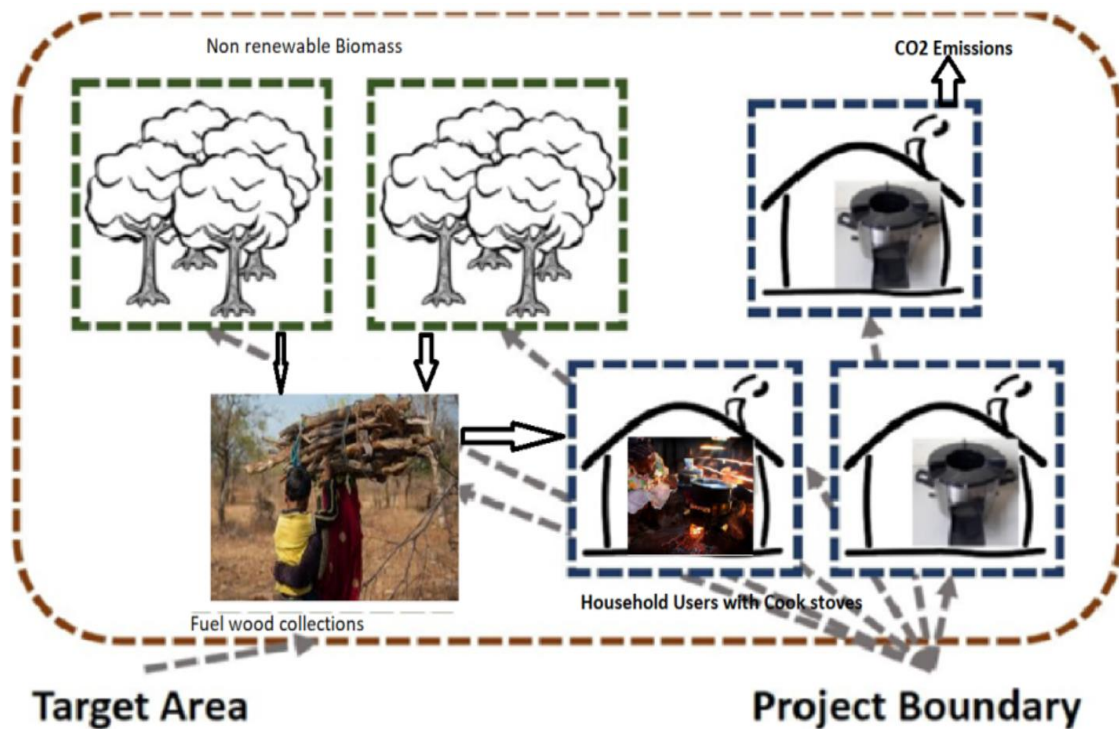 Non renewable Biomass
CO2 Emissions
Household Users with Cook stoves
Fuel wood collections
Target Area
Project Boundary